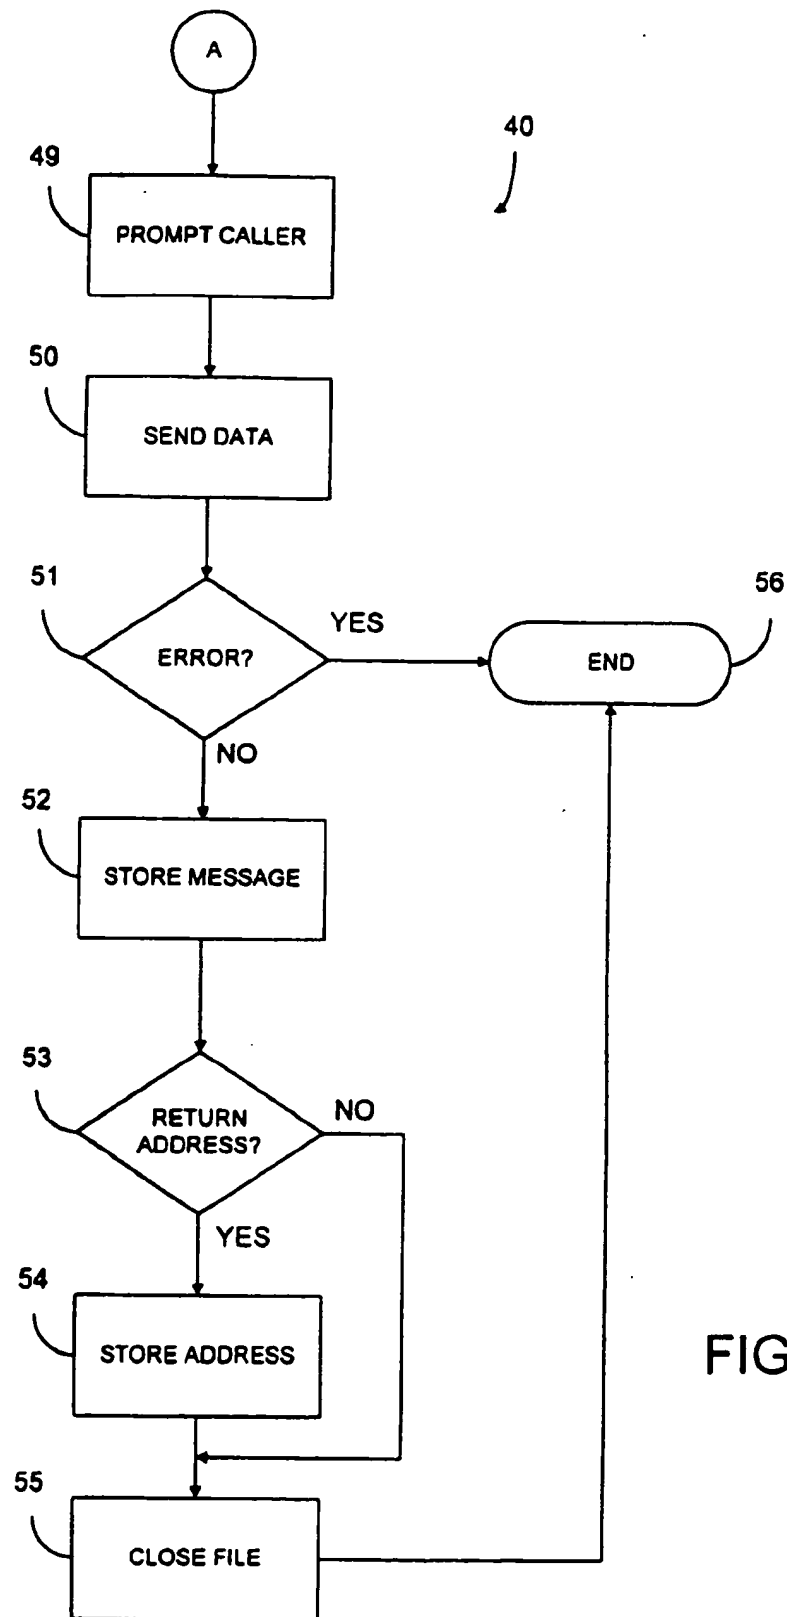 A
40
49
PROMPT CALLER
50
SEND DATA
51
ERROR?
YES
56
END
NO
52
STORE MESSAGE
53
RETURN
ADDRESS?
NO
YES
54
STORE ADDRESS
FIG
55
CLOSE FILE